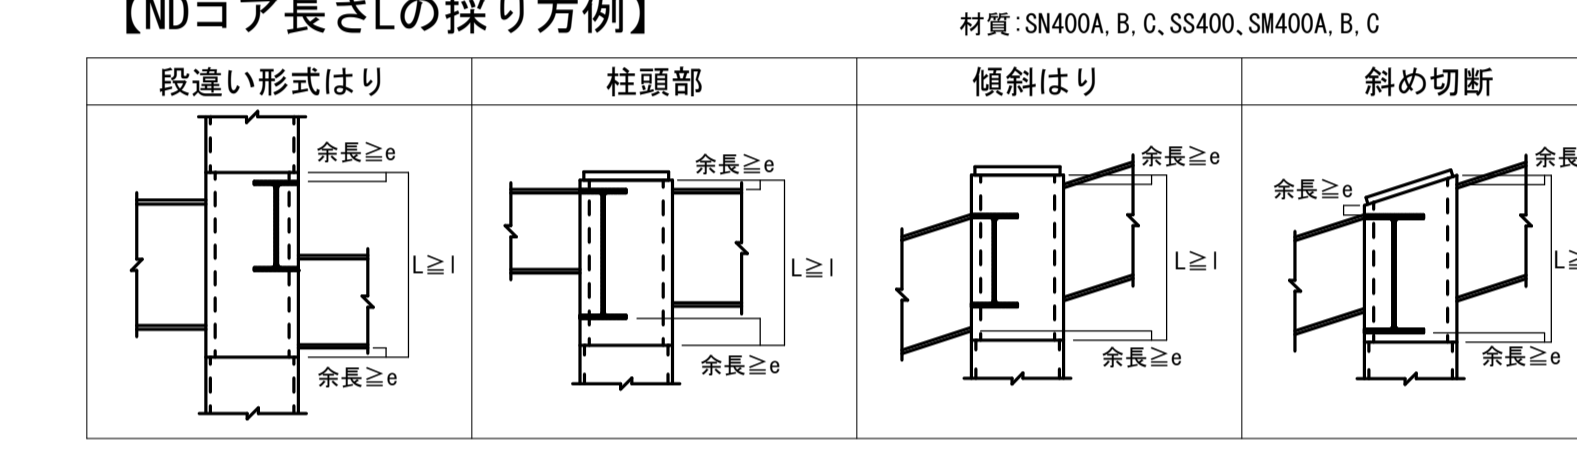 【NDコア長さLの採り方例】
材質:SN400A, B, C、SS400、SM400A, B, C
段違い形式はり
柱頭部
傾斜はり
斜め切断
余長≧e
L≧l
余長≧e
余長≧e
L≧l
余長≧e
余長≧e
L≧l
余長≧e
余長≧e
余長
L≧
余長≧e